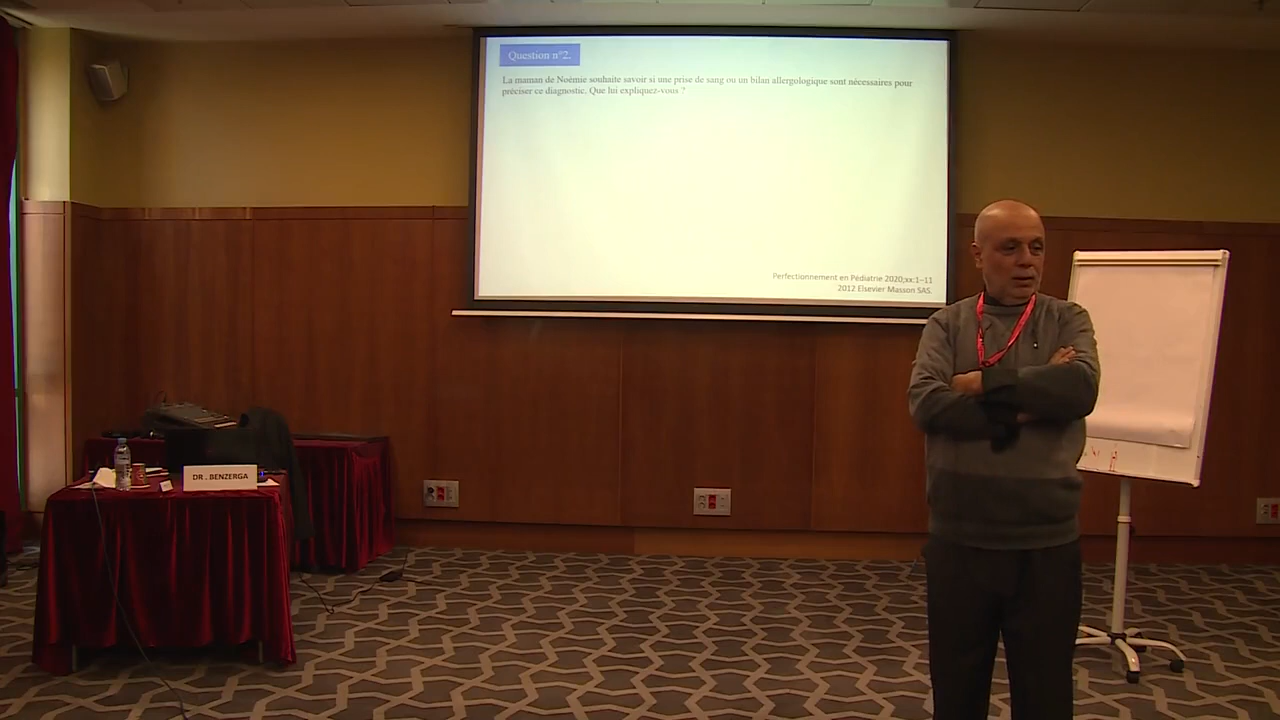 Question n°2.
La maman de Noémie souhaite savoir si une prise de sang ou un bilan allergologique sont nécessaires pour
préciser ce diagnostic. Que lui expliquez-vous ?
Perfectionnement en Pédiatrie 2020;xx:1–11
2012 Elsevier Masson SAS.
DR . BENZERGA